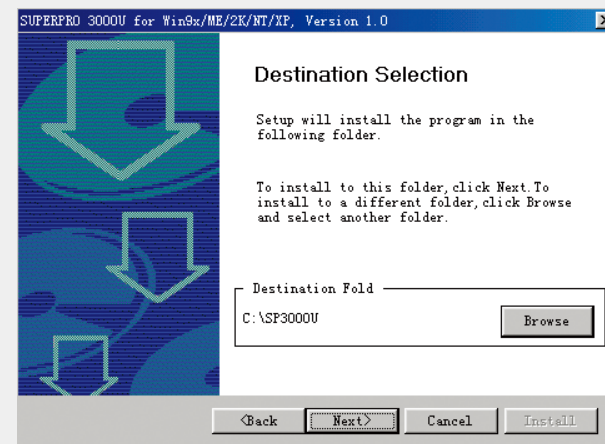 SUPERPRO 3000U for Win9x/ME/2K/NT/XP, Version 1.0
Destination Selection
Setup will install the program in the
following folder.
To install to this folder,click Next.To
install to a different folder,click Browse
and select another folder.
Destination Fold
C:\SP3000U
Browse
<Back
Next>
Cancel
Install